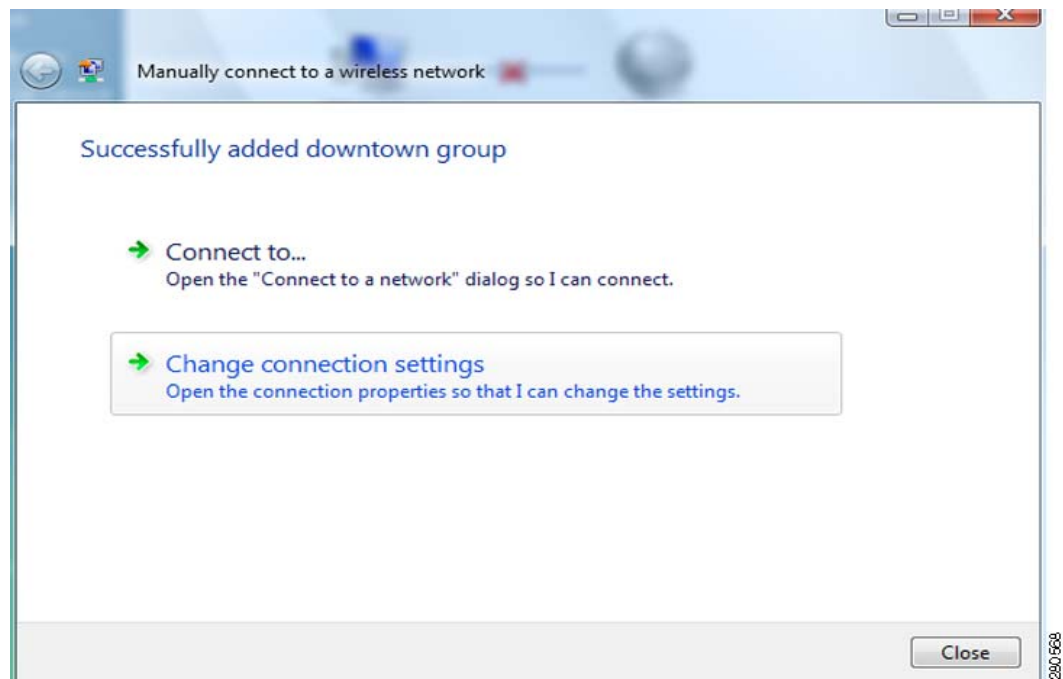 Manually connect to a wireless network
Successfully added downtown group
Connect to...
Open the "Connect to a network" dialog so I can connect.
Change connection settings
Open the connection properties so that I can change the settings.
Close
280568